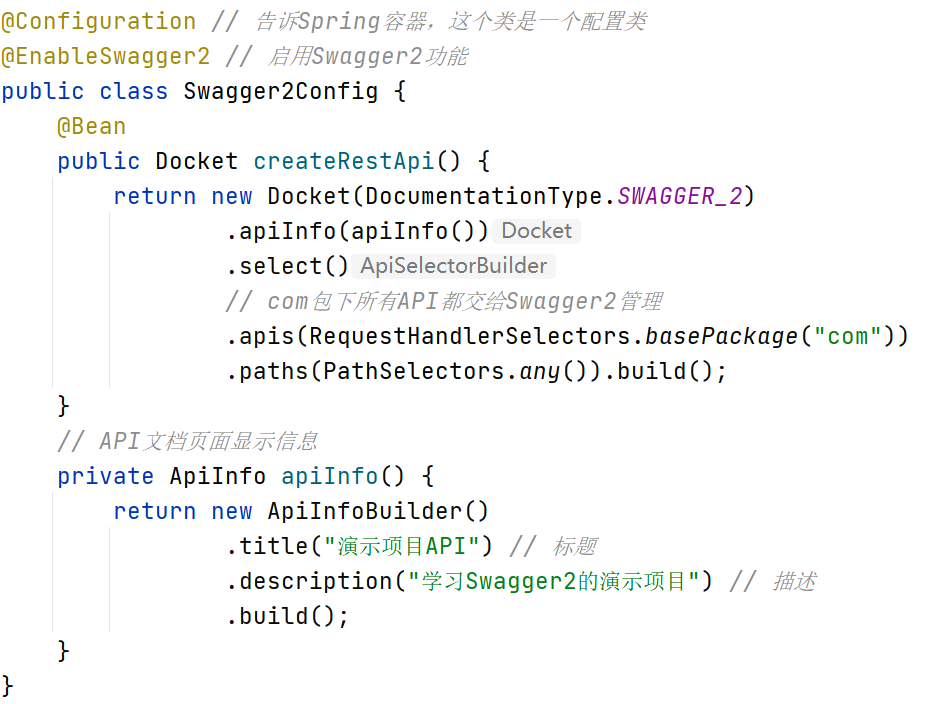 @Configuration // 告诉Spring容器，这个类是一个配置类
@EnableSwagger2 // 启用Swagger2功能
public class Swagger2Config {
    @Bean
    public Docket createRestApi() {
        return new Docket(DocumentationType.SWAGGER_2)
                .apiInfo(apiInfo()) Docket
                .select() ApiSelectorBuilder
                // com包下所有API都交给Swagger2管理
                .apis(RequestHandlerSelectors.basePackage("com"))
                .paths(PathSelectors.any()).build();
    }
    // API文档页面显示信息
    private ApiInfo apiInfo() {
        return new ApiInfoBuilder()
                .title("演示项目API") // 标题
                .description("学习Swagger2的演示项目") // 描述
                .build();
    }
}